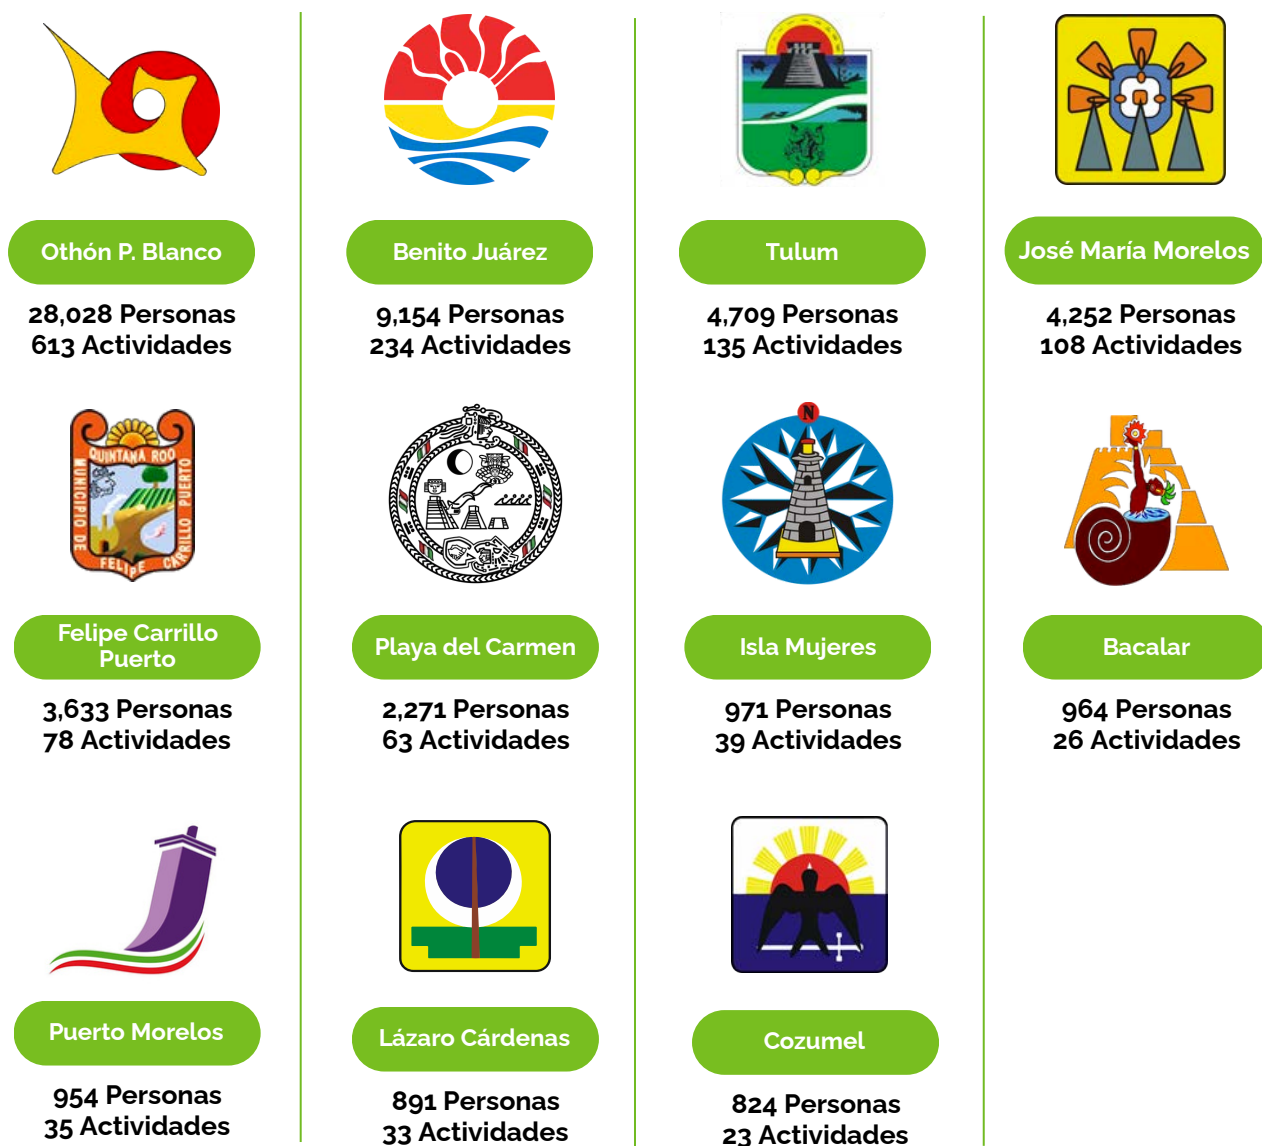 Othón P. Blanco
28,028 Personas
613 Actividades
Benito Juárez
9,154 Personas
234 Actividades
Tulum
4,709 Personas
135 Actividades
José María Morelos
4,252 Personas
108 Actividades
QUINTANA ROO
MUNICIPIO DE
FELIPE CARRILLO PUERTO
Felipe Carrillo
Puerto
3,633 Personas
78 Actividades
Playa del Carmen
2,271 Personas
63 Actividades
N
Isla Mujeres
971 Personas
39 Actividades
Bacalar
964 Personas
26 Actividades
Puerto Morelos
954 Personas
35 Actividades
Lázaro Cárdenas
891 Personas
33 Actividades
Cozumel
824 Personas
23 Actividades